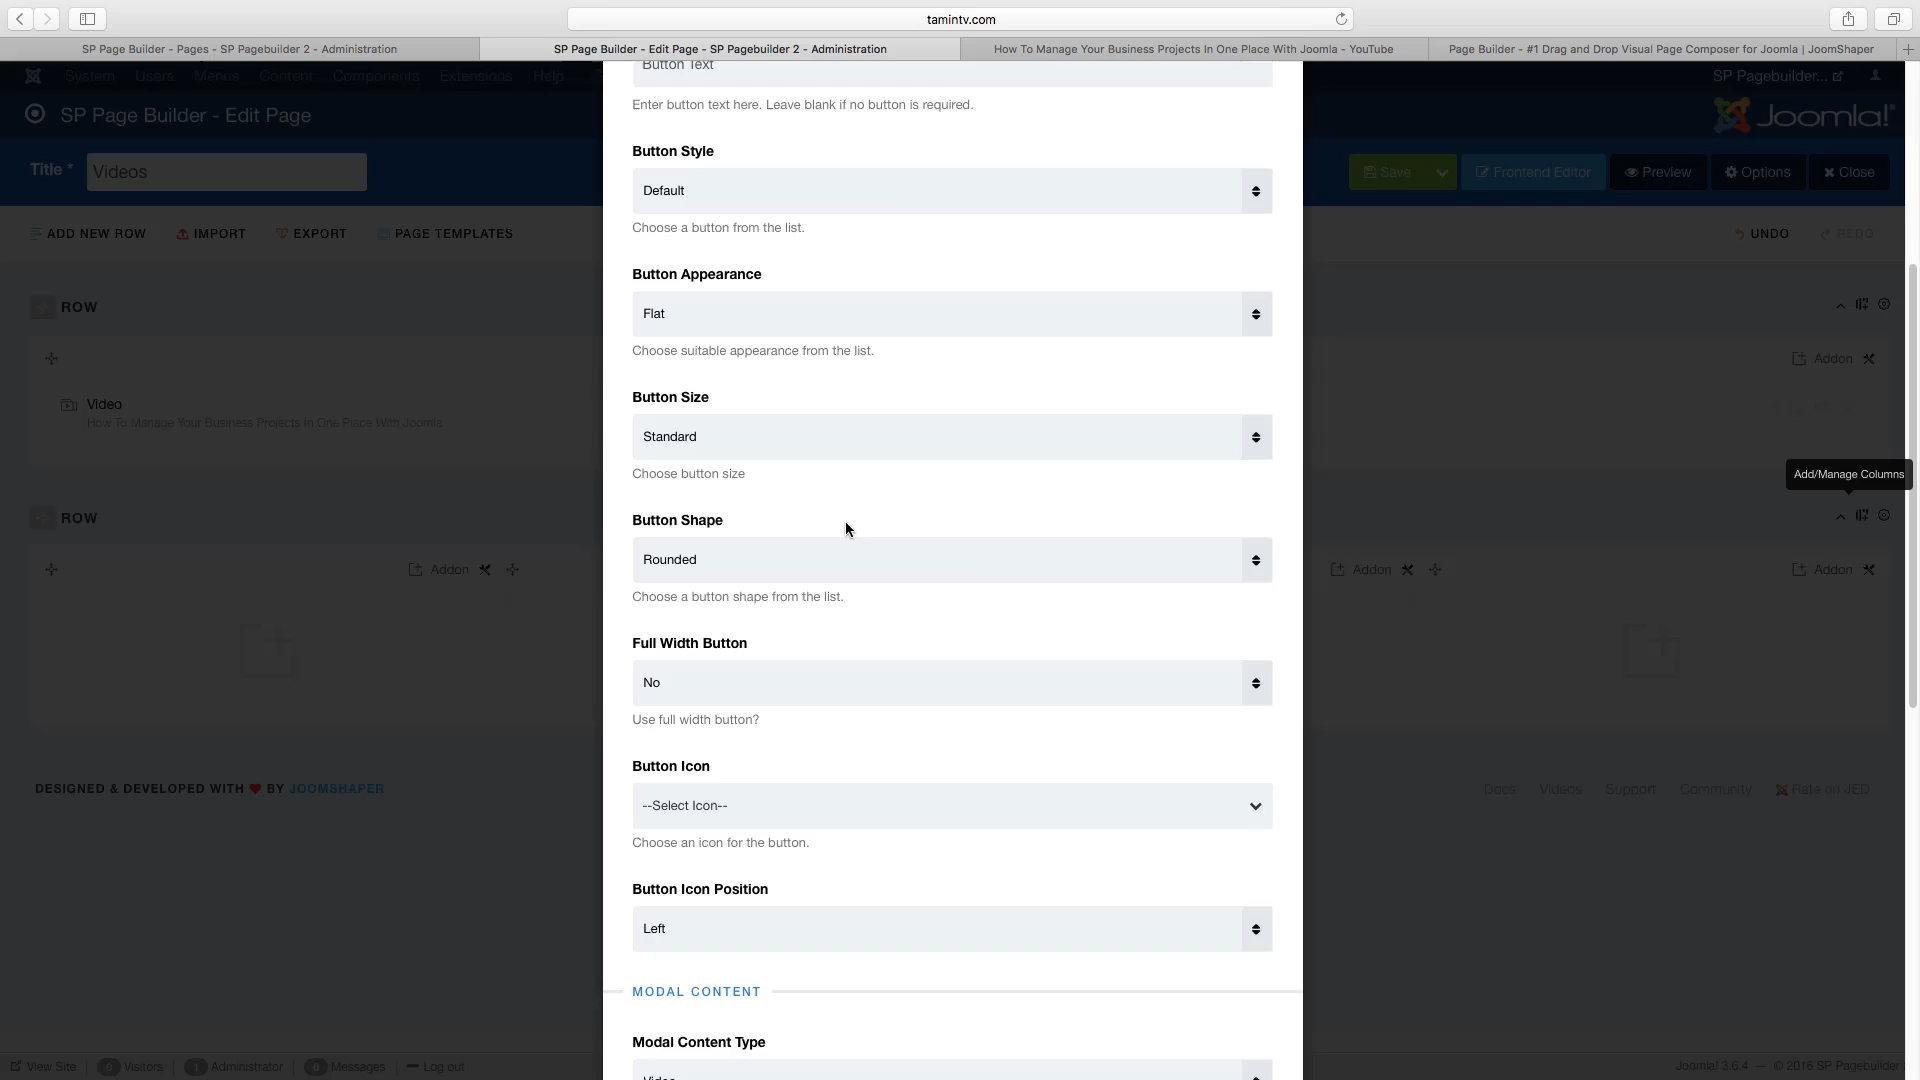 tamintv.com
SP Page Builder - Pages - SP Pagebuilder 2 - Administration
SP Page Builder - Edit Page - SP Pagebuilder 2 - Administration
How To Manage Your Business Projects In One Place With Joomla - YouTube
Page Builder - #1 Drag and Drop Visual Page Composer for Joomla | JoomShaper
System Users Menus Content Components Extensions Help
SP Pagebuilder...
SP Page Builder - Edit Page
Joomla!®
Title *
Videos
Save
Frontend Editor
Preview
Options
Close
ADD NEW ROW
IMPORT
EXPORT
PAGE TEMPLATES
UNDO
REDO
ROW
Addon
Video
How To Manage Your Business Projects In One Place With Joomla
Add/Manage Columns
ROW
Addon
Addon
Addon
DESIGNED & DEVELOPED WITH BY JOOMSHAPER
Docs Videos Support Community Rate on JED
View Site
0 Visitors
1 Administrator
0 Messages
Log out
Joomla! 3.6.4 — © 2016 SP Pagebuilder
Button Text
Enter button text here. Leave blank if no button is required.
Button Style
Default
Choose a button from the list.
Button Appearance
Flat
Choose suitable appearance from the list.
Button Size
Standard
Choose button size
Button Shape
Rounded
Choose a button shape from the list.
Full Width Button
No
Use full width button?
Button Icon
--Select Icon--
Choose an icon for the button.
Button Icon Position
Left
MODAL CONTENT
Modal Content Type
Video